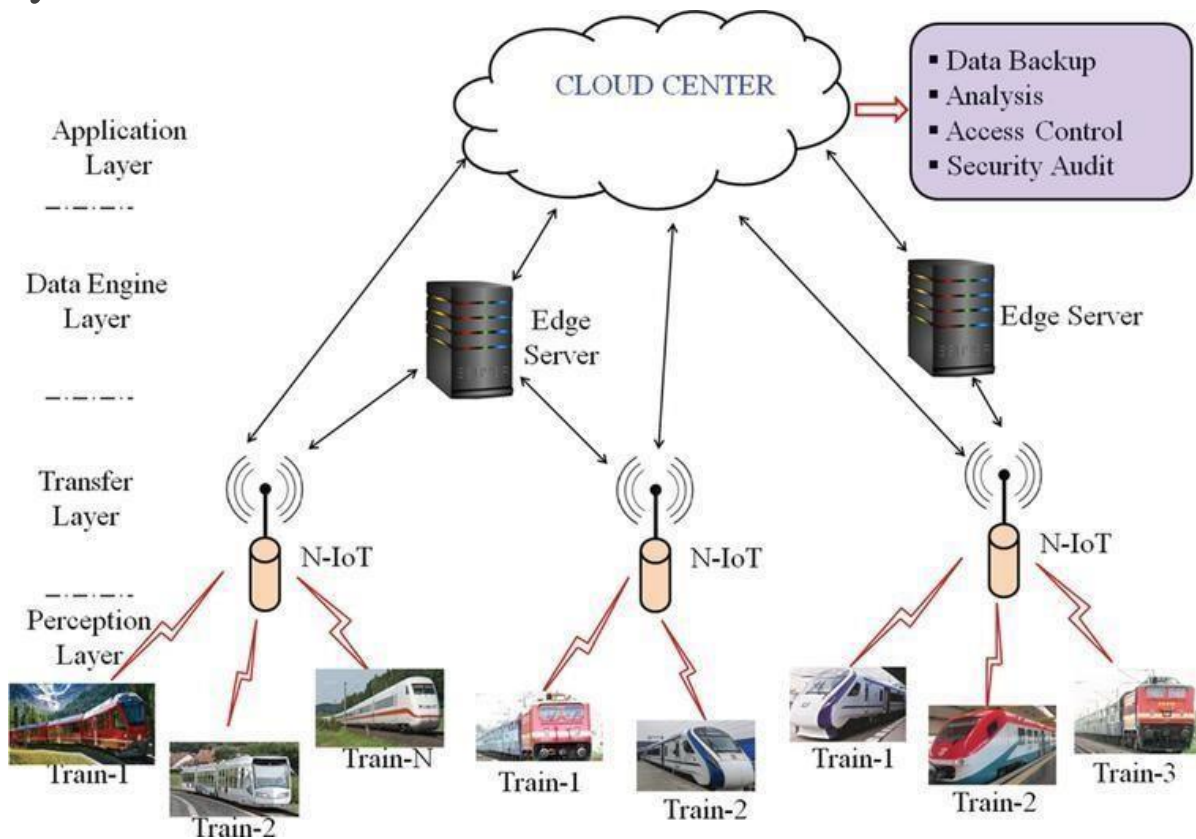 CLOUD CENTER
▪ Data Backup
▪ Analysis
▪ Access Control
▪ Security Audit
Application
Layer
Data Engine
Layer
Edge
Server
Edge Server
Transfer
Layer
N-IoT
N-IoT
N-IoT
Perception
Layer
Train-1
Train-2
Train-N
Train-1
Train-2
Train-1
Train-2
Train-3